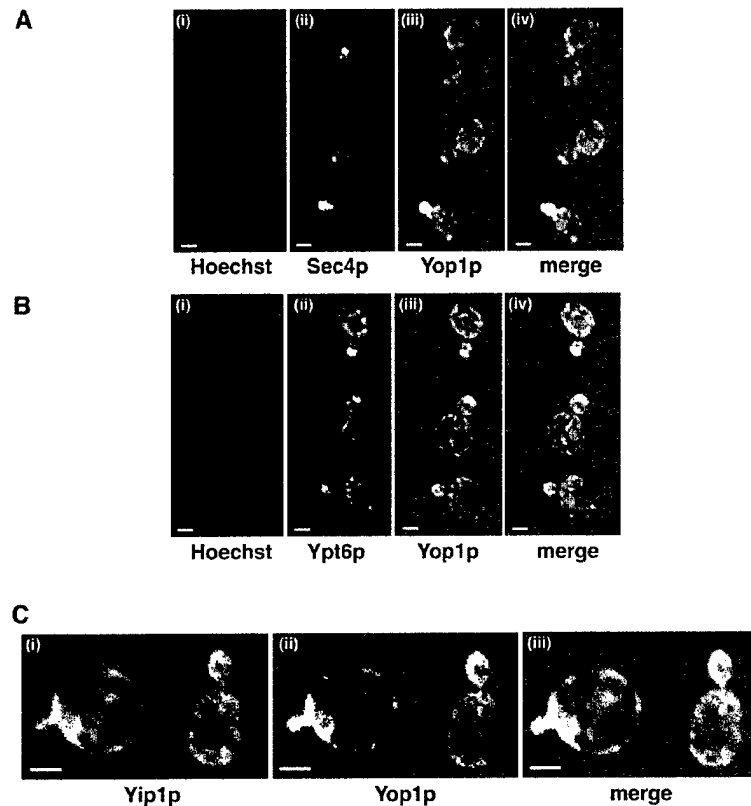 A
(i) (ii) (iii) (iv)
Hoechst Sec4p Yop1p merge
B
(i) (ii) (iii) (iv)
Hoechst Ypt6p Yop1p merge
C
(i) (ii) (iii)
Yip1p Yop1p merge